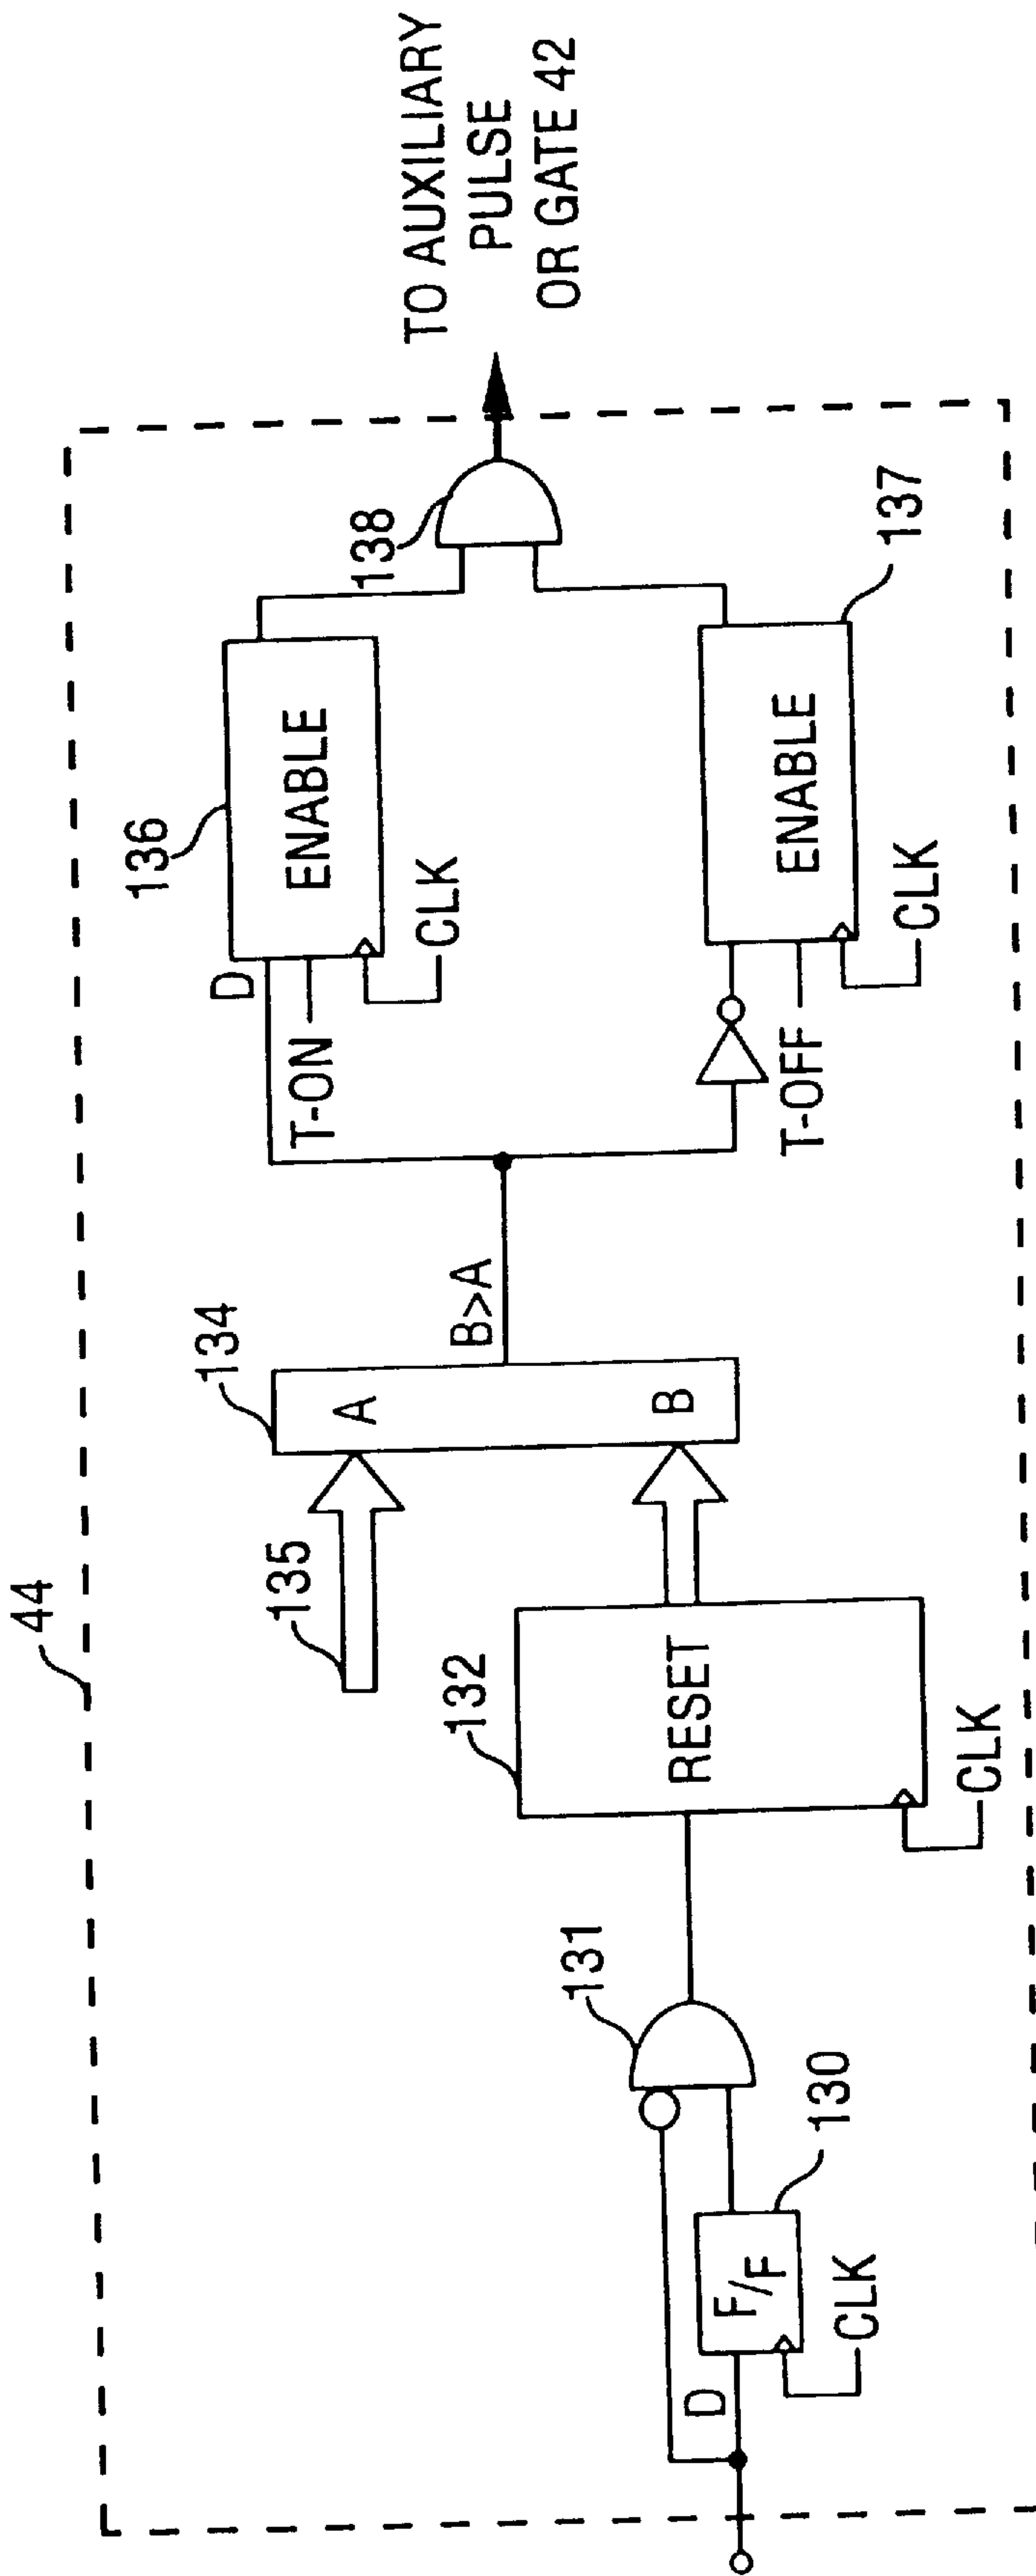 44
130
D
F/F
CLK
131
132
RESET
CLK
135
134
A
B
B>A
136
D
T-ON
ENABLE
CLK
137
T-OFF
ENABLE
CLK
138
TO AUXILIARY
PULSE
OR GATE 42